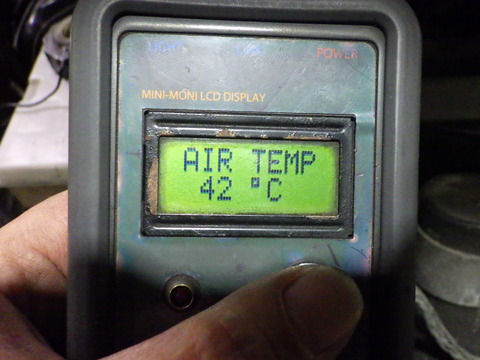 POWER
MINI-MONI LCD DISPLAY
AIR TEMP
42 °C